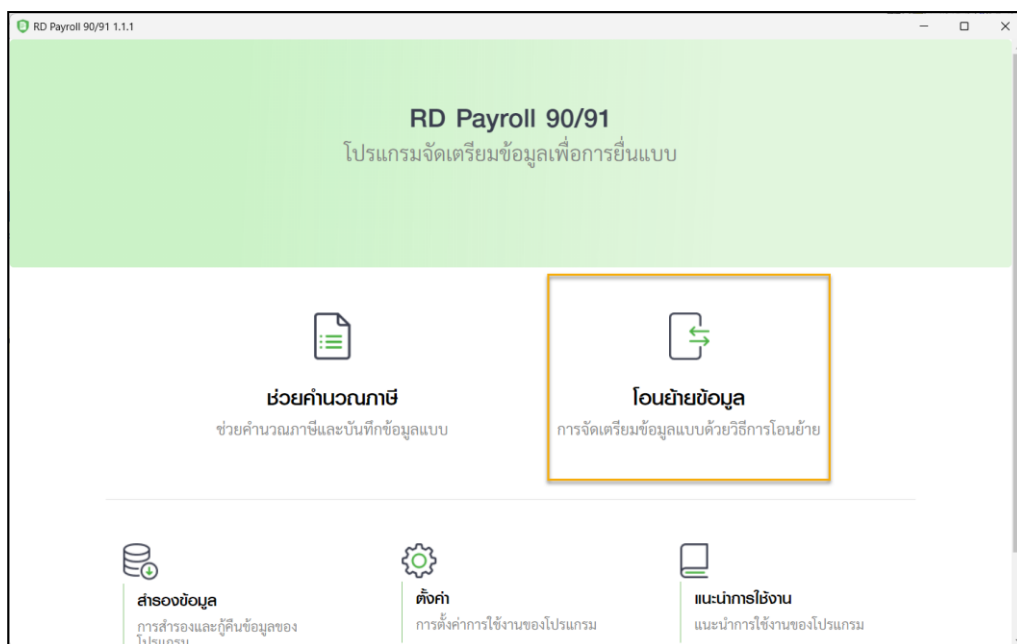 RD Payroll 90/91 1.1.1
RD Payroll 90/91
โปรแกรมจัดเตรียมข้อมูลเพื่อการยื่นแบบ
ช่วยคำนวณภาษี
ช่วยคำนวณภาษีและบันทึกข้อมูลแบบ
โอนย้ายข้อมูล
การจัดเตรียมข้อมูลแบบด้วยวิธีการโอนย้าย
สำรองข้อมูล
การสำรองและกู้คืนข้อมูลของ
โปรแกรม
ตั้งค่า
การตั้งค่าการใช้งานของโปรแกรม
แนะนำการใช้งาน
แนะนำการใช้งานของโปรแกรม